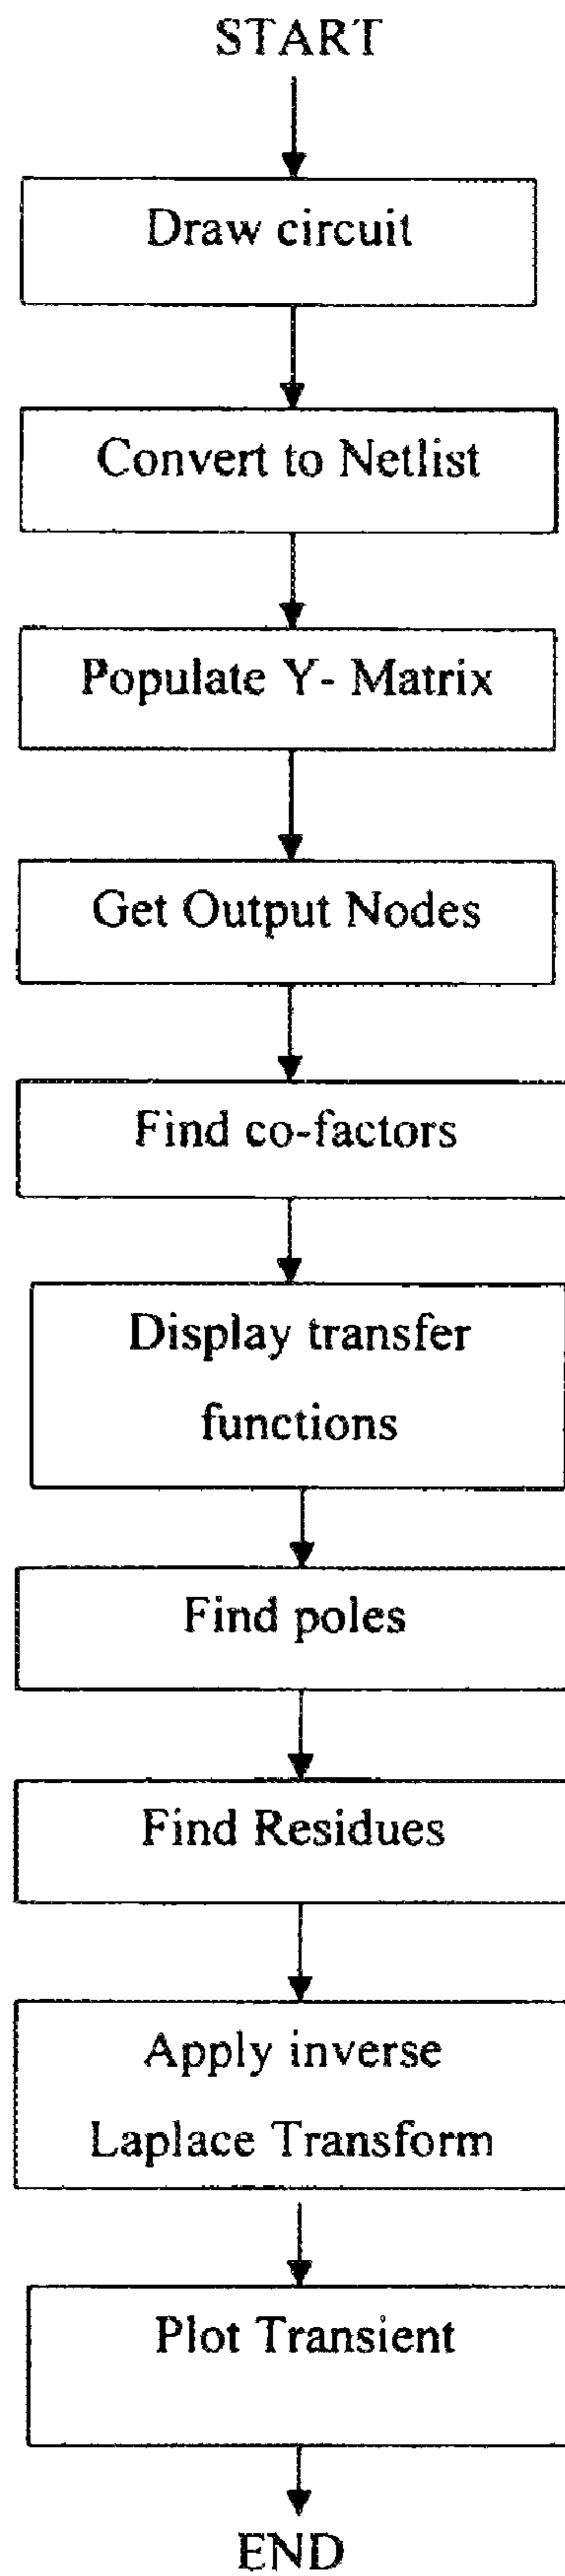 START
Draw circuit
Convert to Netlist
Populate Y- Matrix
Get Output Nodes
Find co-factors
Display transfer
functions
Find poles
Find Residues
Apply inverse
Laplace Transform
Plot Transient
END